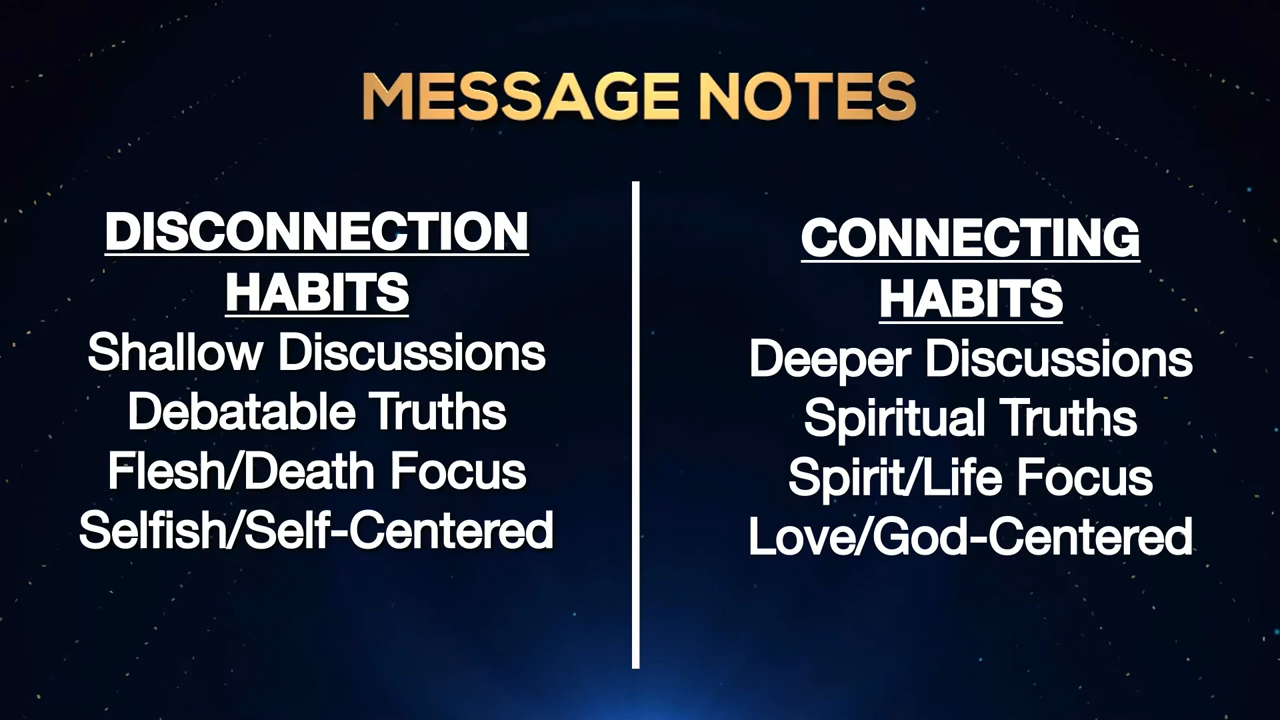 MESSAGE NOTES
DISCONNECTION
HABITS
Shallow Discussions
Debatable Truths
Flesh/Death Focus
Selfish/Self-Centered
CONNECTING
HABITS
Deeper Discussions
Spiritual Truths
Spirit/Life Focus
Love/God-Centered